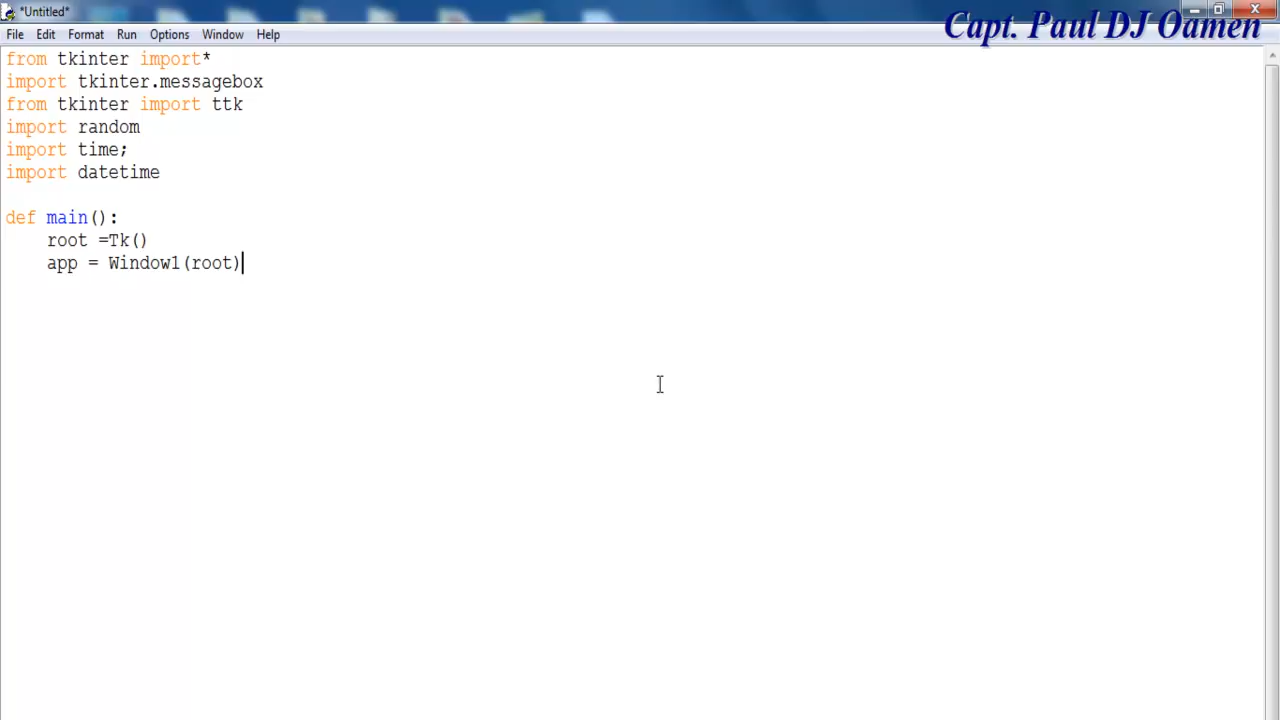 *Untitled*
Capt. Paul DJ Oamen
File Edit Format Run Options Window Help
from tkinter import*
import tkinter.messagebox
from tkinter import ttk
import random
import time;
import datetime
def main():
    root =Tk()
    app = Window1(root)